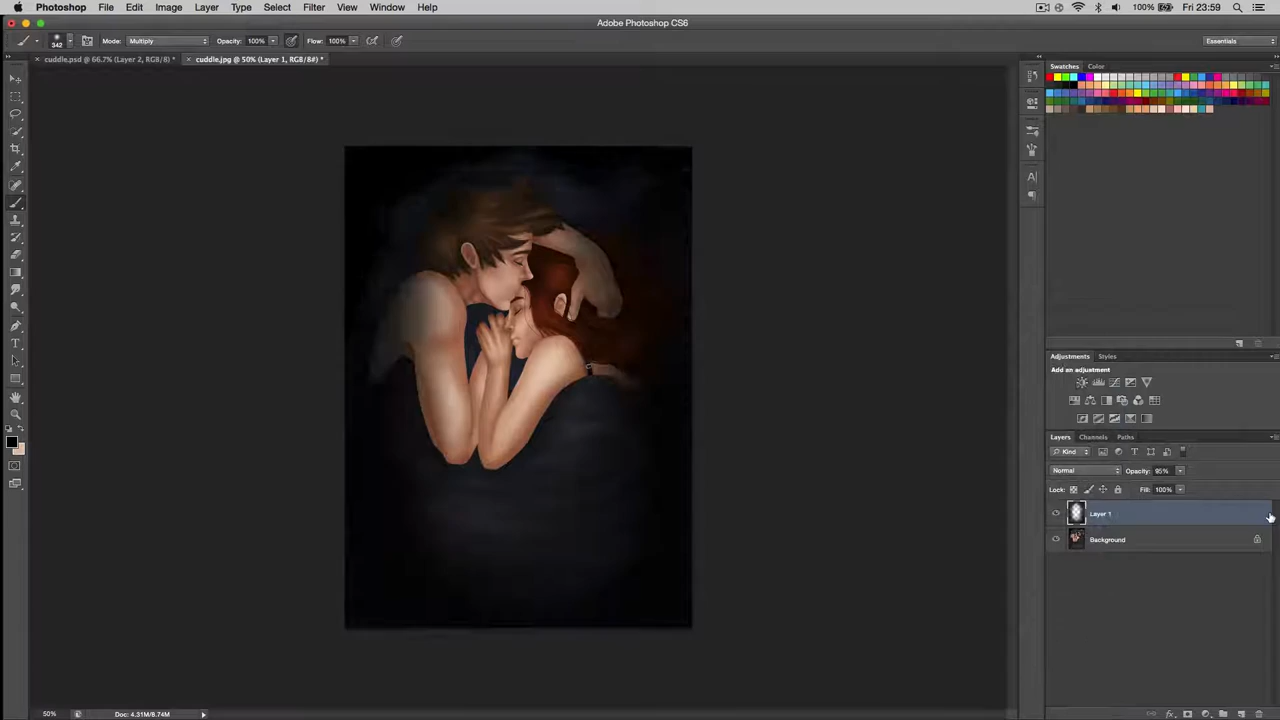 Photoshop File Edit Image Layer Type Select Filter View Window Help 100% Fri 23:59
Adobe Photoshop CS6
342 Mode: Multiply Opacity: 100% Flow: 100% Essentials
cuddle.psd @ 66.7% (Layer 2, RGB/8) * cuddle.jpg @ 50% (Layer 1, RGB/8#) *
Swatches Color
Adjustments Styles
Add an adjustment
Layers Channels Paths
Kind
Normal Opacity: 95%
Lock: Fill: 100%
Layer 1
Background
50% Doc: 4.31M/8.74M